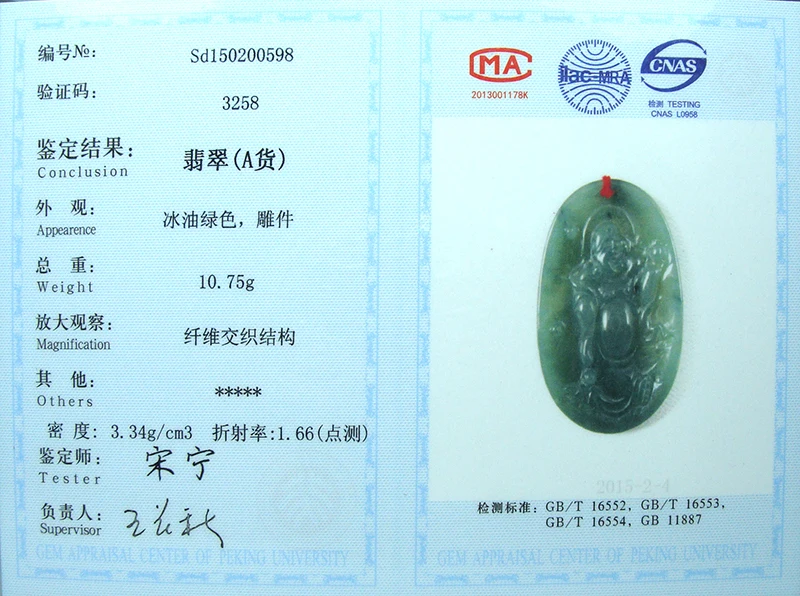 编号№: Sd150200598
验证码: 3258
鉴定结果: 翡翠(A货)
Conclusion
外 观: 冰油绿色，雕件
Appearence
总 重: 10.75g
Weight
放大观察: 纤维交织结构
Magnification
其 他: *****
Others
密 度: 3.34g/cm3 折射率:1.66(点测)
鉴定师: 宋宁
Tester
负责人:
Supervisor
GEM APPRAISAL CENTER OF PEKING UNIVERSITY
MA
2013001178K
ilac-MRA
CNAS
检测 TESTING
CNAS L0958
2015-2-4
检测标准: GB/T 16552, GB/T 16553,
GB/T 16554, GB 11887
GEM APPRAISAL CENTER OF PEKING UNIVERSITY